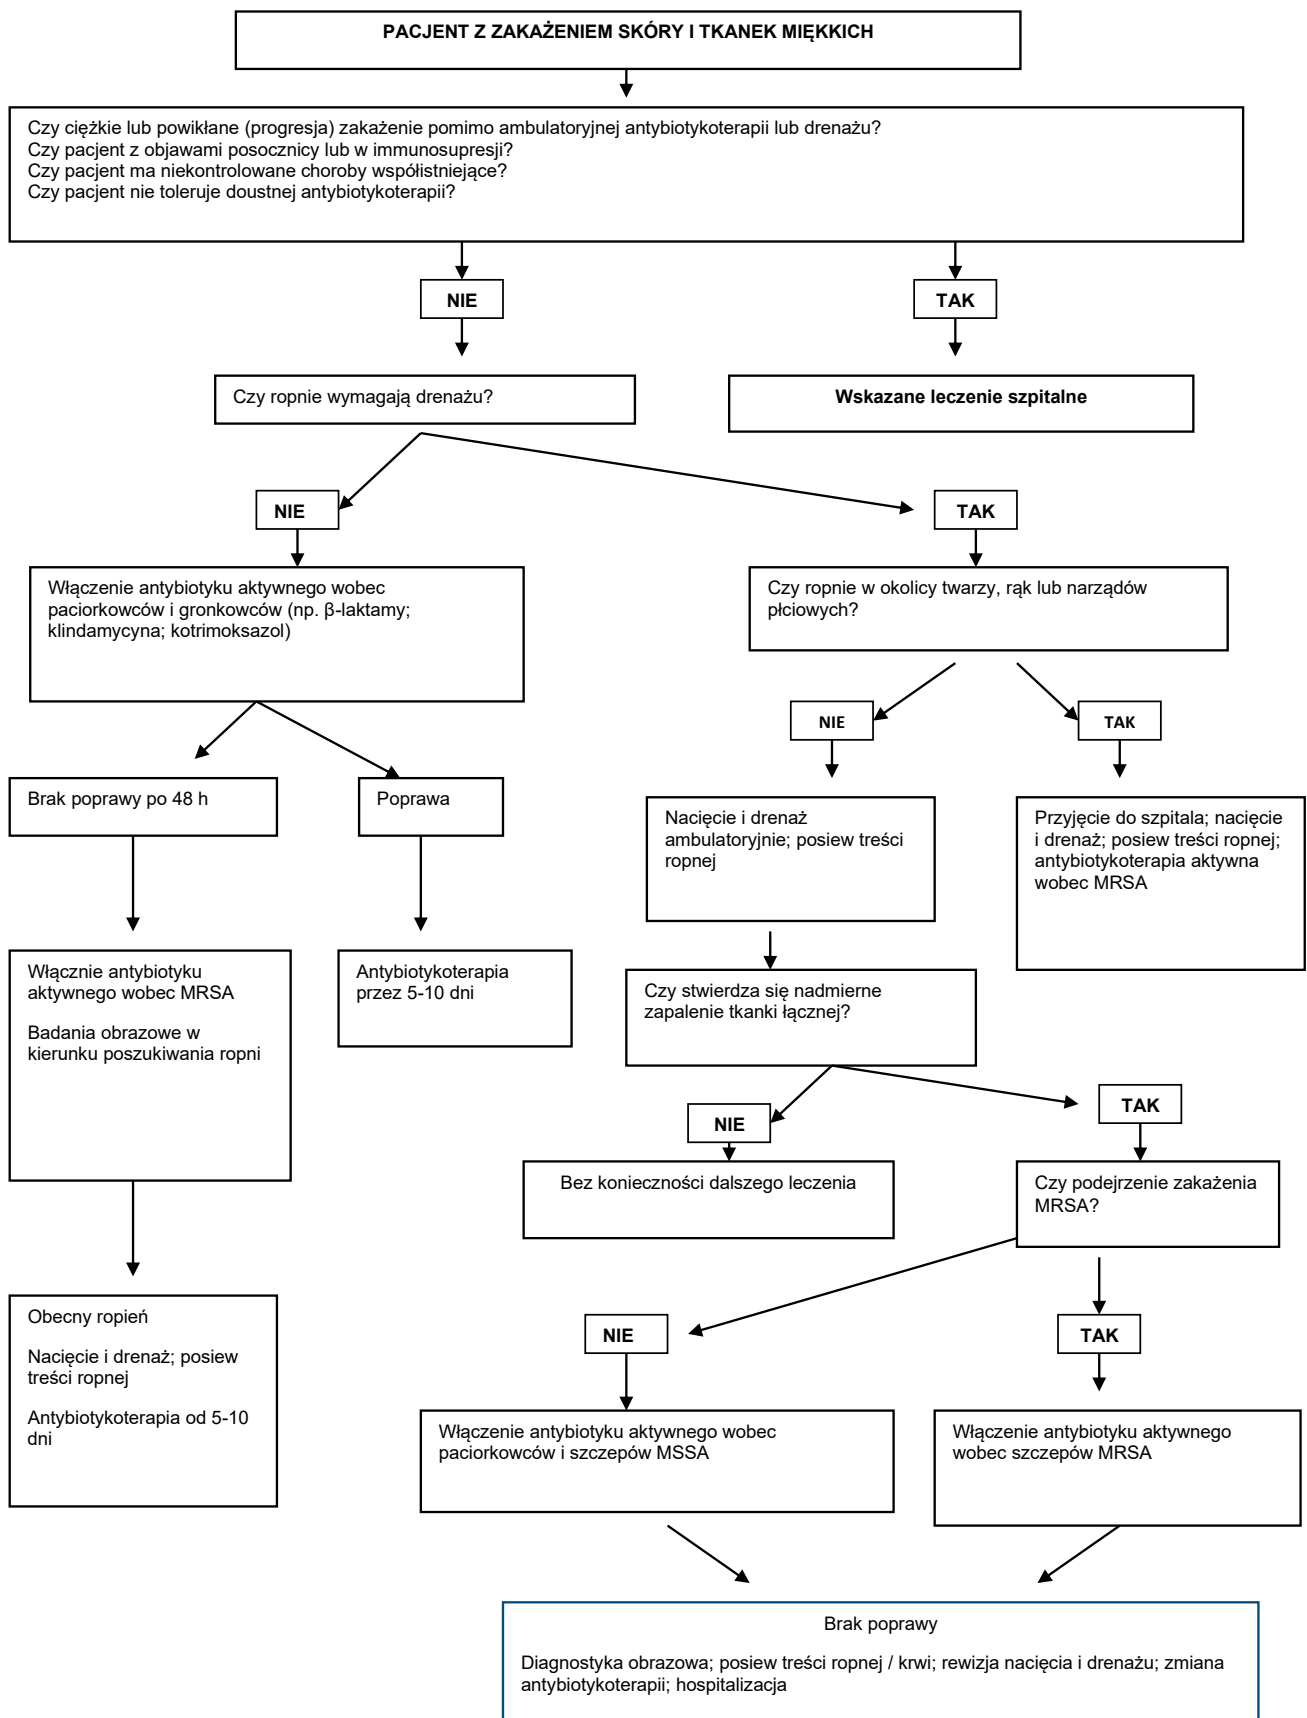 PACJENT Z ZAKAŻENIEM SKÓRY I TKANEK MIĘKKICH
Czy ciężkie lub powikłane (progresja) zakażenie pomimo ambulatoryjnej antybiotykoterapii lub drenażu?
Czy pacjent z objawami posocznicy lub w immunosupresji?
Czy pacjent ma niekontrolowane choroby współistniejące?
Czy pacjent nie toleruje doustnej antybiotykoterapii?
NIE
TAK
Czy ropnie wymagają drenażu?
Wskazane leczenie szpitalne
NIE
TAK
Włączenie antybiotyku aktywnego wobec
paciorkowców i gronkowców (np. β-laktamy;
klindamycyna; kotrimoksazol)
Czy ropnie w okolicy twarzy, rąk lub narządów
płciowych?
NIE
TAK
Brak poprawy po 48 h
Poprawa
Nacięcie i drenaż
ambulatoryjnie; posiew treści
ropnej
Przyjęcie do szpitala; nacięcie
i drenaż; posiew treści ropnej;
antybiotykoterapia aktywna
wobec MRSA
Włącznie antybiotyku
aktywnego wobec MRSA
Badania obrazowe w
kierunku poszukiwania ropni
Antybiotykoterapia
przez 5-10 dni
Czy stwierdza się nadmierne
zapalenie tkanki łącznej?
NIE
TAK
Bez konieczności dalszego leczenia
Czy podejrzenie zakażenia
MRSA?
Obecny ropień
Nacięcie i drenaż; posiew
treści ropnej
Antybiotykoterapia od 5-10
dni
NIE
TAK
Włączenie antybiotyku aktywnego wobec
paciorkowców i szczepów MSSA
Włączenie antybiotyku aktywnego
wobec szczepów MRSA
Brak poprawy
Diagnostyka obrazowa; posiew treści ropnej / krwi; rewizja nacięcia i drenażu; zmiana
antybiotykoterapii; hospitalizacja